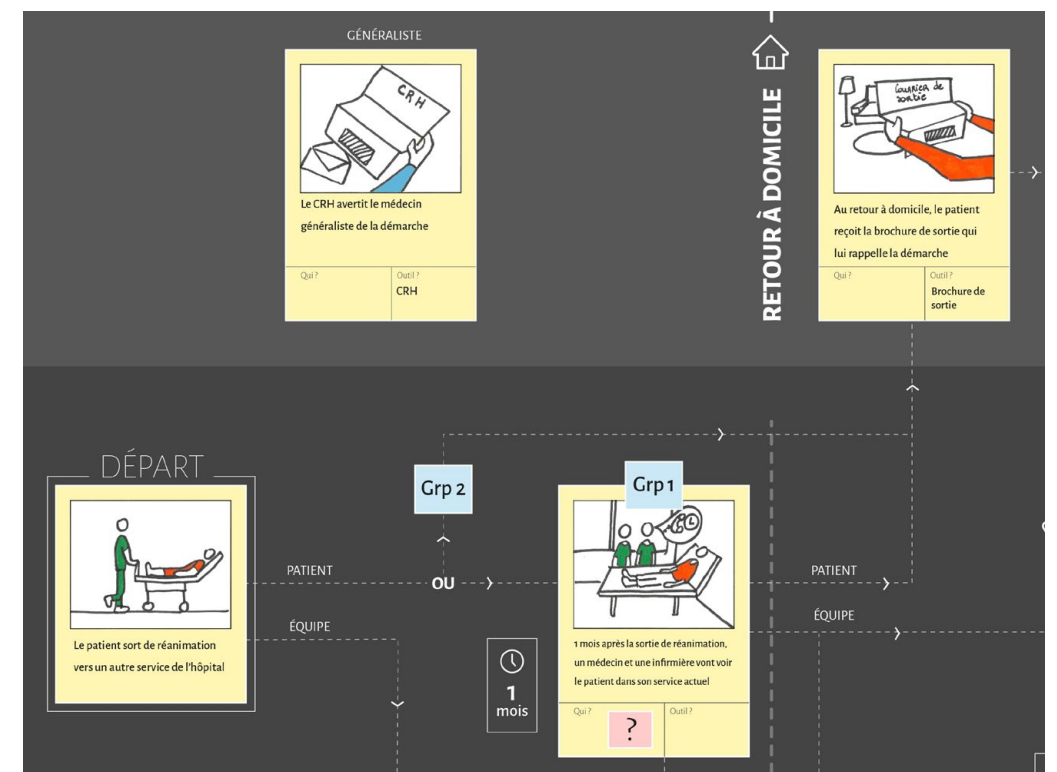 GÉNÉRALISTE
CRH
Le CRH avertit le médecin
généraliste de la démarche
Qui ?
Outil ?
CRH
RETOUR À DOMICILE
Courrier de
sortie
Au retour à domicile, le patient
reçoit la brochure de sortie qui
lui rappelle la démarche
Qui ?
Outil ?
Brochure de
sortie
DÉPART
Le patient sort de réanimation
vers un autre service de l'hôpital
PATIENT
ÉQUIPE
Grp 2
OU
1
mois
Grp 1
1 mois après la sortie de réanimation,
un médecin et une infirmière vont voir
le patient dans son service actuel
Qui ?
?
Outil ?
PATIENT
ÉQUIPE